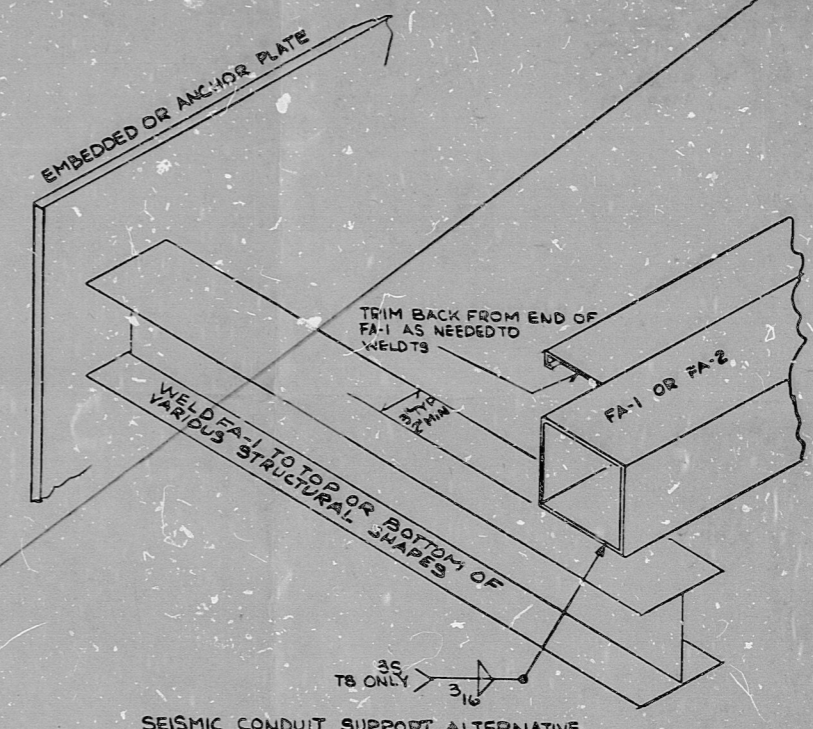 EMBEDDED OR ANCHOR PLATE
TRIM BACK FROM END OF
FA-1 AS NEEDED TO
WELD TS
FA-1 OR FA-2
TYP
MIN
WELD FA-1 TO TOP OR BOTTOM OF
VARIOUS STRUCTURAL SHAPES
3S
TS ONLY
3/16
SEISMIC CONDUIT SUPPORT ALTERNATIVE